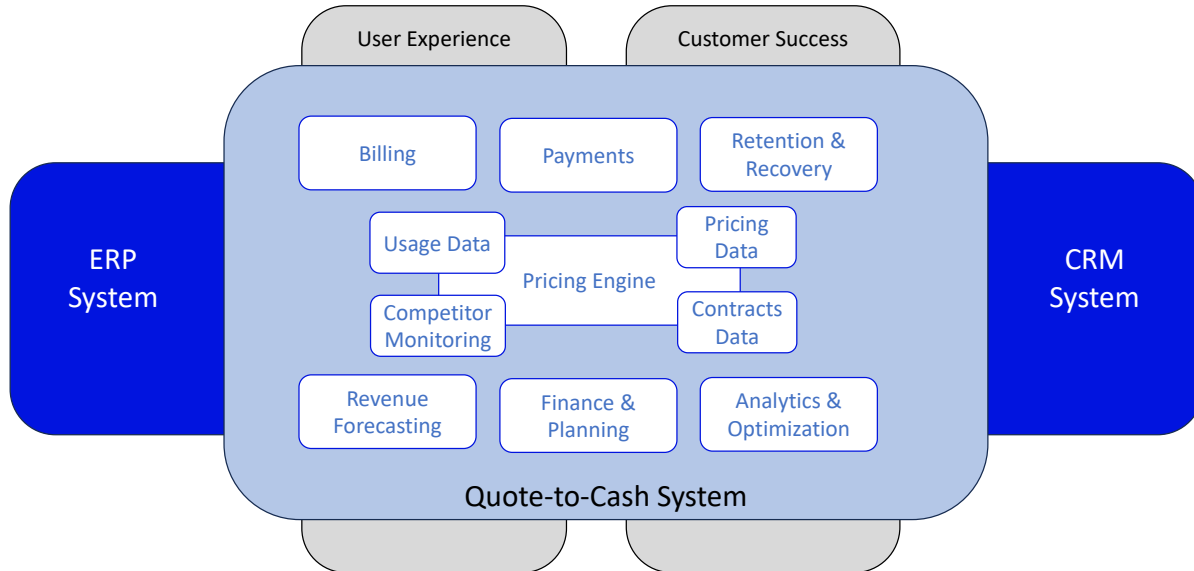 User Experience
Customer Success
Billing
Payments
Retention &
Recovery
ERP
System
Usage Data
Pricing Engine
Pricing
Data
Competitor
Monitoring
Contracts
Data
CRM
System
Revenue
Forecasting
Finance &
Planning
Analytics &
Optimization
Quote-to-Cash System